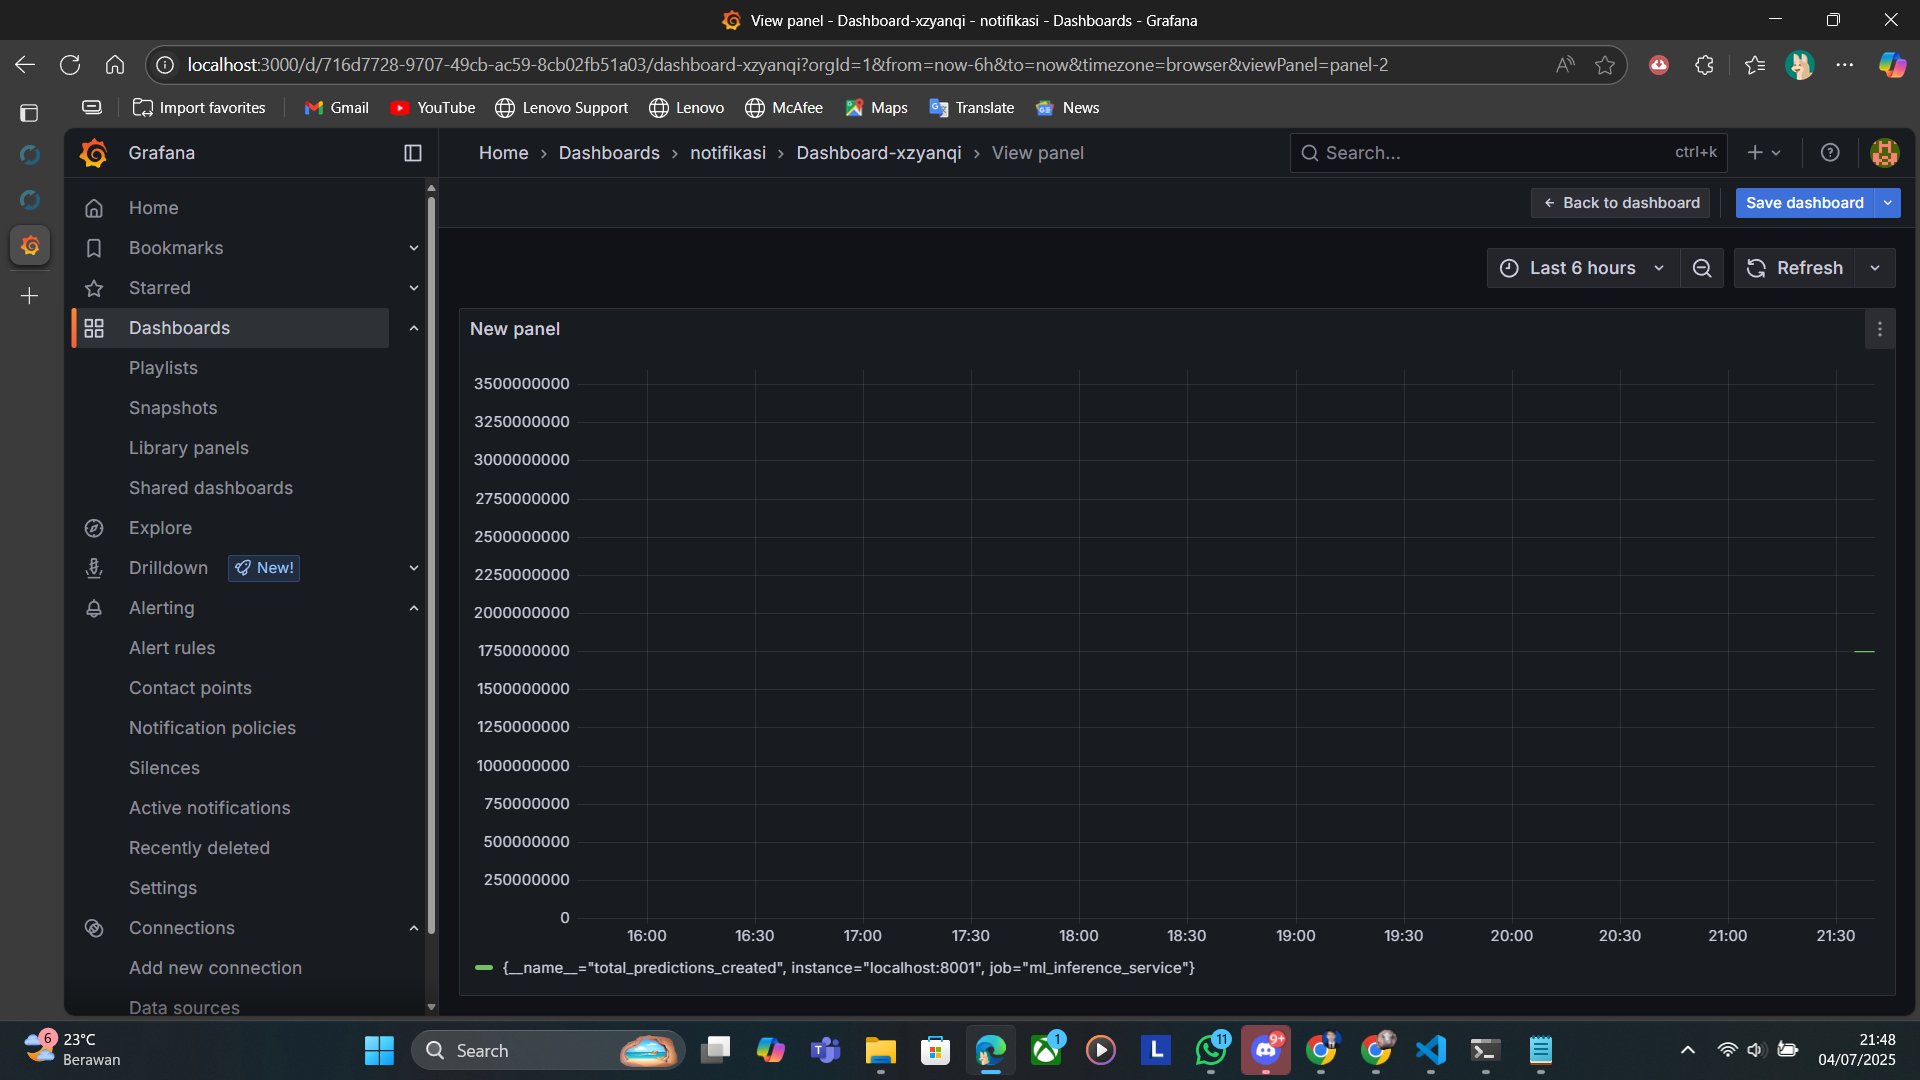 View panel - Dashboard-xzyanqi - notifikasi - Dashboards - Grafana
localhost:3000/d/716d7728-9707-49cb-ac59-8cb02fb51a03/dashboard-xzyanqi?orgId=1&from=now-6h&to=now&timezone=browser&viewPanel=panel-2
Import favorites Gmail YouTube Lenovo Support Lenovo McAfee Maps Translate News
Grafana
Home › Dashboards › notifikasi › Dashboard-xzyanqi › View panel
Search... ctrl+k
← Back to dashboard Save dashboard
Last 6 hours Refresh
Home
Bookmarks
Starred
Dashboards
Playlists
Snapshots
Library panels
Shared dashboards
Explore
Drilldown New!
Alerting
Alert rules
Contact points
Notification policies
Silences
Active notifications
Recently deleted
Settings
Connections
Add new connection
Data sources
New panel
3500000000
3250000000
3000000000
2750000000
2500000000
2250000000
2000000000
1750000000
1500000000
1250000000
1000000000
750000000
500000000
250000000
0
16:00 16:30 17:00 17:30 18:00 18:30 19:00 19:30 20:00 20:30 21:00 21:30
{__name__="total_predictions_created", instance="localhost:8001", job="ml_inference_service"}
6
23°C
Berawan
Search
1
L
11
9+
21:48
04/07/2025